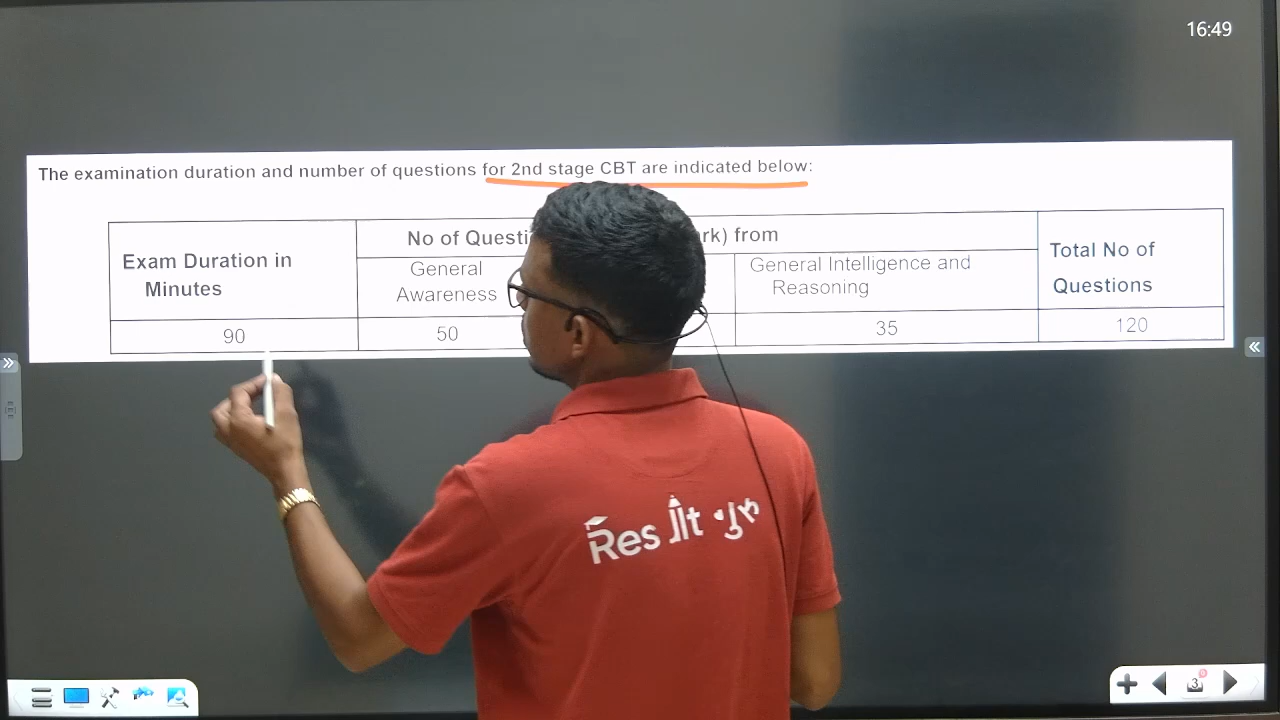 16:49
The examination duration and number of questions for 2nd stage CBT are indicated below:
Exam Duration in
Minutes
No of Questi rk) from
General
Awareness
General Intelligence and
Reasoning
Total No of
Questions
90
50
35
120
3